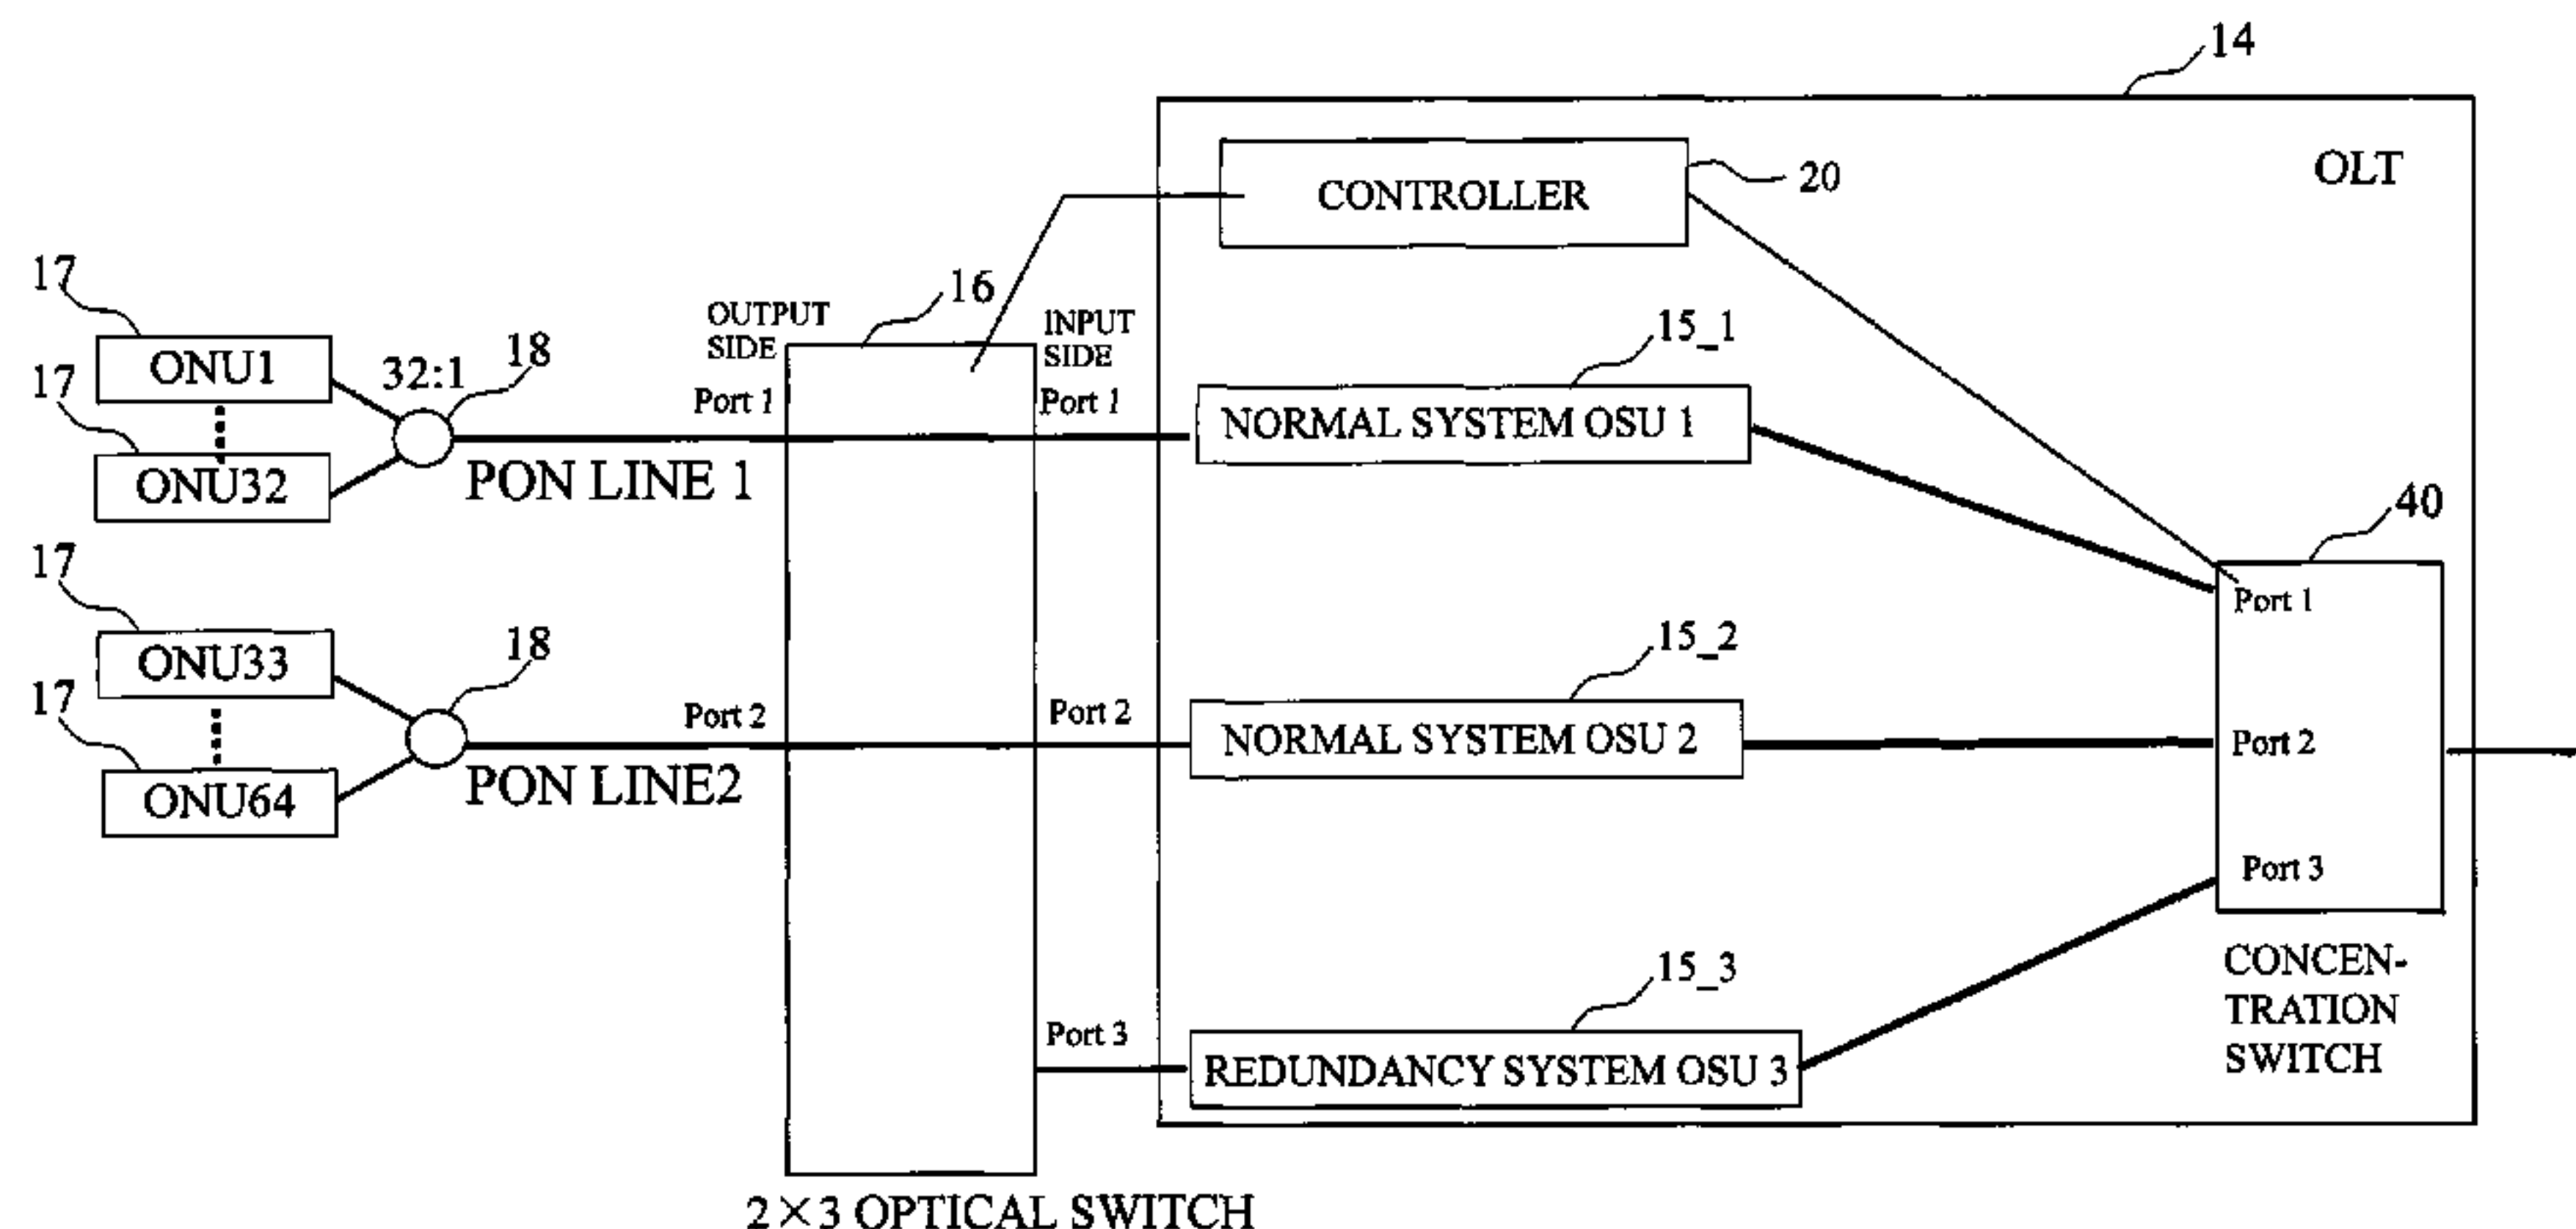 14
OLT
CONTROLLER
20
17
OUTPUT
SIDE
16
INPUT
SIDE
15_1
ONU1
32:1
18
Port 1
Port 1
NORMAL SYSTEM OSU 1
17
ONU32
PON LINE 1
40
17
Port 1
ONU33
18
15_2
17
Port 2
Port 2
NORMAL SYSTEM OSU 2
Port 2
ONU64
PON LINE2
Port 3
15_3
CONCEN-
TRATION
SWITCH
Port 3
REDUNDANCY SYSTEM OSU 3
2×3 OPTICAL SWITCH